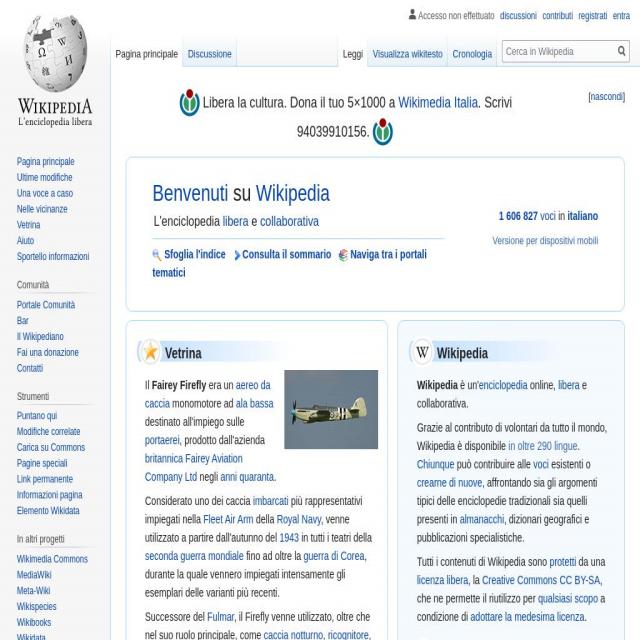 Accesso non effettuato discussioni contributi registrati entra
Pagina principale Discussione Leggi Visualizza wikitesto Cronologia Cerca in Wikipedia
WIKIPEDIA
L'enciclopedia libera
Libera la cultura. Dona il tuo 5×1000 a Wikimedia Italia. Scrivi
94039910156.
[nascondi]
Pagina principale
Ultime modifiche
Una voce a caso
Nelle vicinanze
Vetrina
Aiuto
Sportello informazioni
Comunità
Portale Comunità
Bar
Il Wikipediano
Fai una donazione
Contatti
Strumenti
Puntano qui
Modifiche correlate
Carica su Commons
Pagine speciali
Link permanente
Informazioni pagina
Elemento Wikidata
In altri progetti
Wikimedia Commons
MediaWiki
Meta-Wiki
Wikispecies
Wikibooks
Wikidata
Benvenuti su Wikipedia
L'enciclopedia libera e collaborativa
1 606 827 voci in italiano
Versione per dispositivi mobili
Sfoglia l'indice Consulta il sommario Naviga tra i portali
tematici
Vetrina
Il Fairey Firefly era un aereo da
caccia monomotore ad ala bassa
destinato all'impiego sulle
portaerei, prodotto dall'azienda
britannica Fairey Aviation
Company Ltd negli anni quaranta.
Considerato uno dei caccia imbarcati più rappresentativi
impiegati nella Fleet Air Arm della Royal Navy, venne
utilizzato a partire dall'autunno del 1943 in tutti i teatri della
seconda guerra mondiale fino ad oltre la guerra di Corea,
durante la quale vennero impiegati intensamente gli
esemplari delle varianti più recenti.
Successore del Fulmar, il Firefly venne utilizzato, oltre che
nel suo ruolo principale, come caccia notturno, ricognitore,
W
Wikipedia
Wikipedia è un'enciclopedia online, libera e
collaborativa.
Grazie al contributo di volontari da tutto il mondo,
Wikipedia è disponibile in oltre 290 lingue.
Chiunque può contribuire alle voci esistenti o
crearne di nuove, affrontando sia gli argomenti
tipici delle enciclopedie tradizionali sia quelli
presenti in almanacchi, dizionari geografici e
pubblicazioni specialistiche.
Tutti i contenuti di Wikipedia sono protetti da una
licenza libera, la Creative Commons CC BY-SA,
che ne permette il riutilizzo per qualsiasi scopo a
condizione di adottare la medesima licenza.